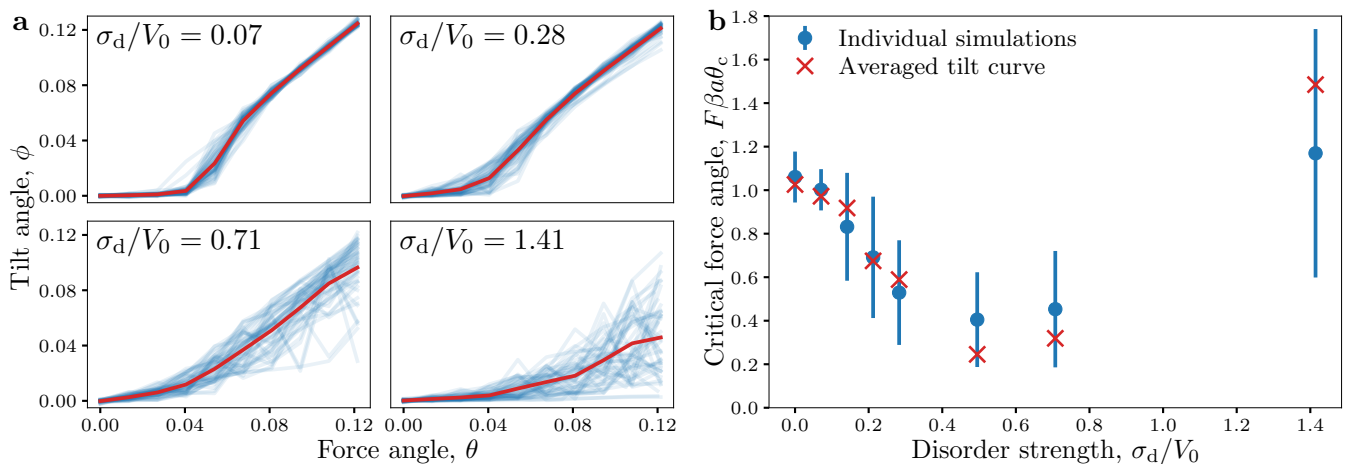 a
σd/V0 = 0.07
σd/V0 = 0.28
σd/V0 = 0.71
σd/V0 = 1.41
0.12
0.08
0.04
0.00
0.12
0.08
0.04
0.00
Tilt angle, ϕ
0.00 0.04 0.08 0.12 0.00 0.04 0.08 0.12
Force angle, θ
b
Individual simulations
Averaged tilt curve
Critical force angle, Fβaθc
1.8
1.6
1.4
1.2
1.0
0.8
0.6
0.4
0.2
0.0
0.0 0.2 0.4 0.6 0.8 1.0 1.2 1.4
Disorder strength, σd/V0